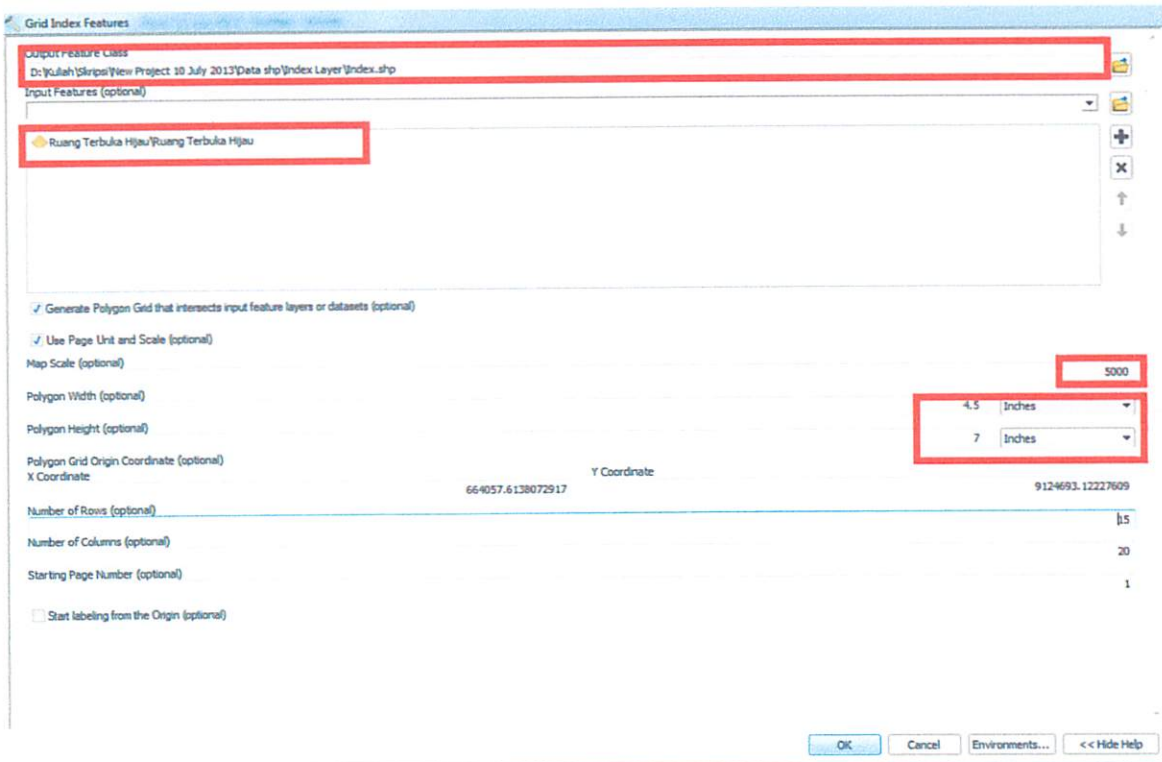 Grid Index Features
Output Feature Class
D:\Kuliah\Skripsi\New Project 10 July 2013\Data shp\Index Layer\Index.shp
Input Features (optional)
Ruang Terbuka Hijau\Ruang Terbuka Hijau
Generate Polygon Grid that intersects input feature layers or datasets (optional)
Use Page Unit and Scale (optional)
Map Scale (optional)
5000
Polygon Width (optional)
4.5 Inches
Polygon Height (optional)
7 Inches
Polygon Grid Origin Coordinate (optional)
X Coordinate Y Coordinate
664057.6138072917 9124693.12227609
Number of Rows (optional)
15
Number of Columns (optional)
20
Starting Page Number (optional)
1
Start labeling from the Origin (optional)
OK Cancel Environments... << Hide Help